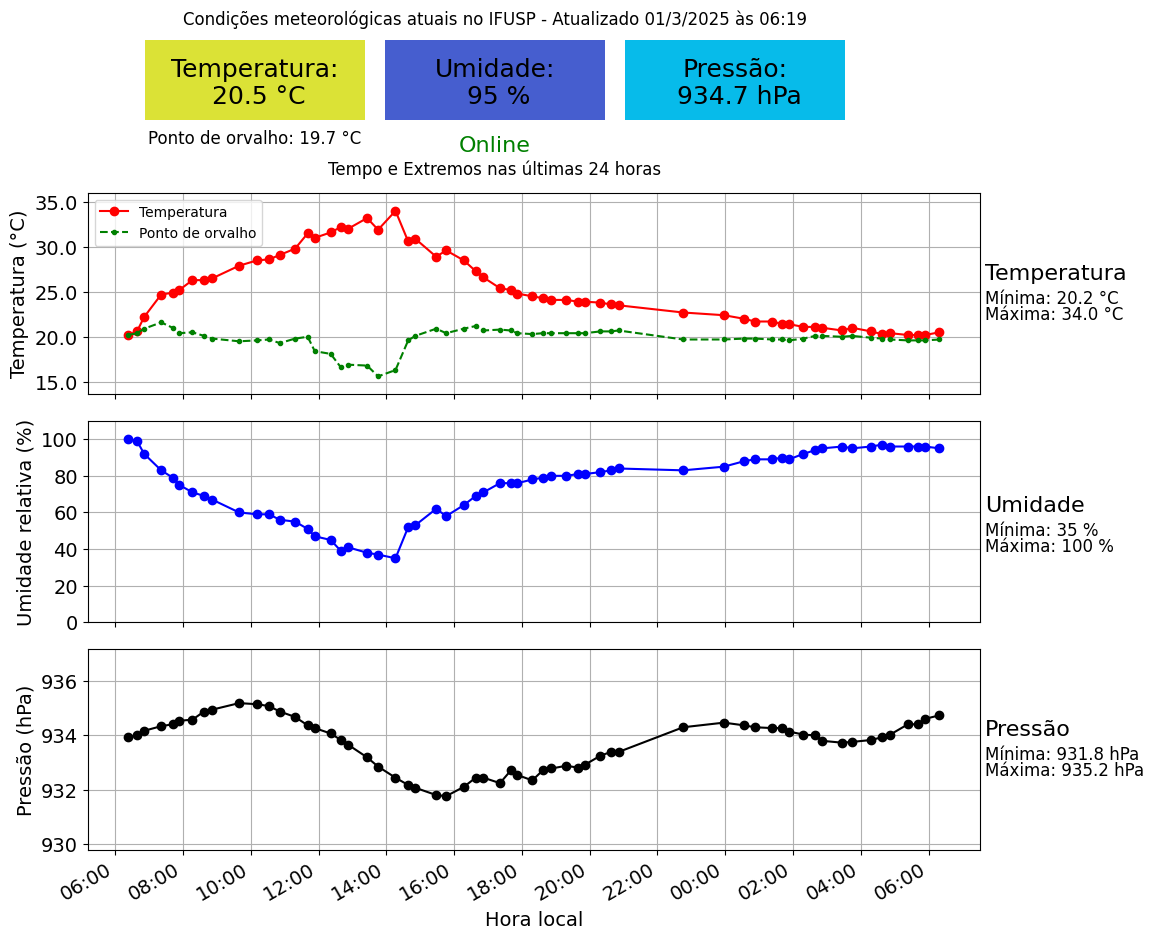 Condições meteorológicas atuais no IFUSP - Atualizado 01/3/2025 às 06:19
Temperatura:
20.5 °C
Umidade:
95 %
Pressão:
934.7 hPa
Ponto de orvalho: 19.7 °C
Online
Tempo e Extremos nas últimas 24 horas
Temperatura (°C)
35.0
30.0
25.0
20.0
15.0
Temperatura
Ponto de orvalho
Temperatura
Mínima: 20.2 °C
Máxima: 34.0 °C
Umidade relativa (%)
100
80
60
40
20
0
Umidade
Mínima: 35 %
Máxima: 100 %
Pressão (hPa)
936
934
932
930
Pressão
Mínima: 931.8 hPa
Máxima: 935.2 hPa
06:00 08:00 10:00 12:00 14:00 16:00 18:00 20:00 22:00 00:00 02:00 04:00 06:00
Hora local